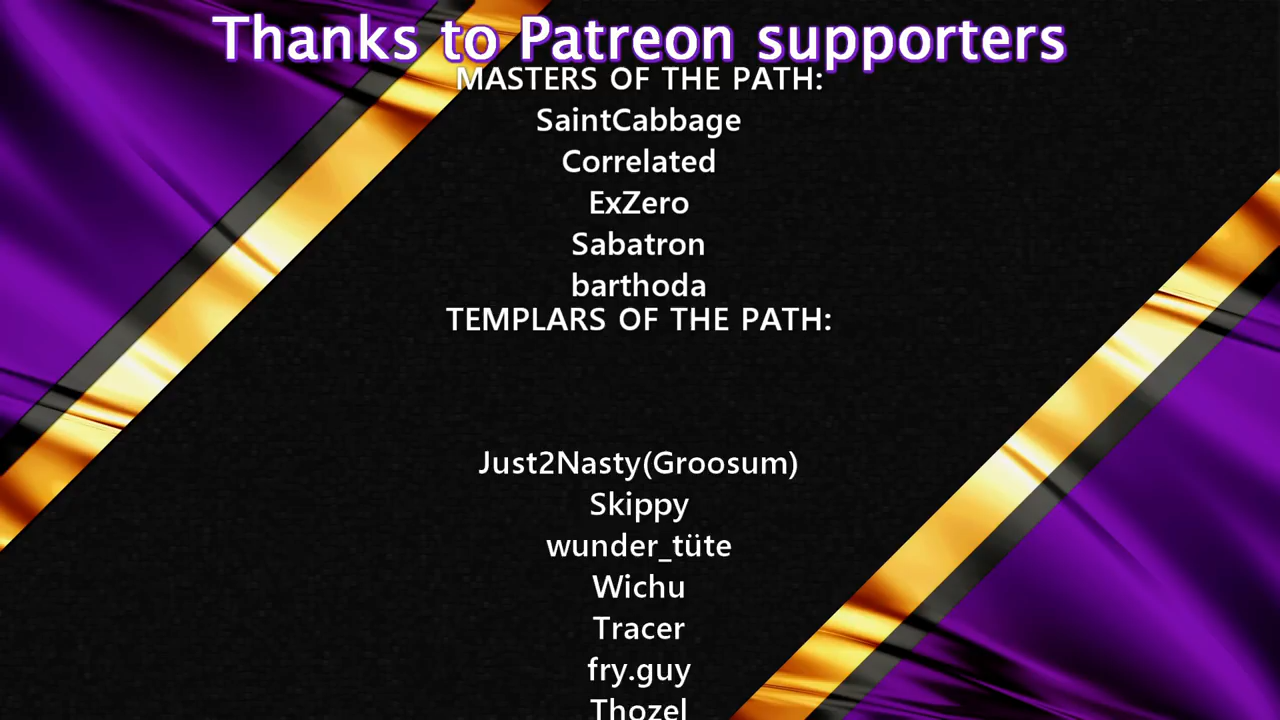 Thanks to Patreon supporters
MASTERS OF THE PATH:
SaintCabbage
Correlated
ExZero
Sabatron
barthoda
TEMPLARS OF THE PATH:
Just2Nasty(Groosum)
Skippy
wunder_tüte
Wichu
Tracer
fry.guy
Thozel